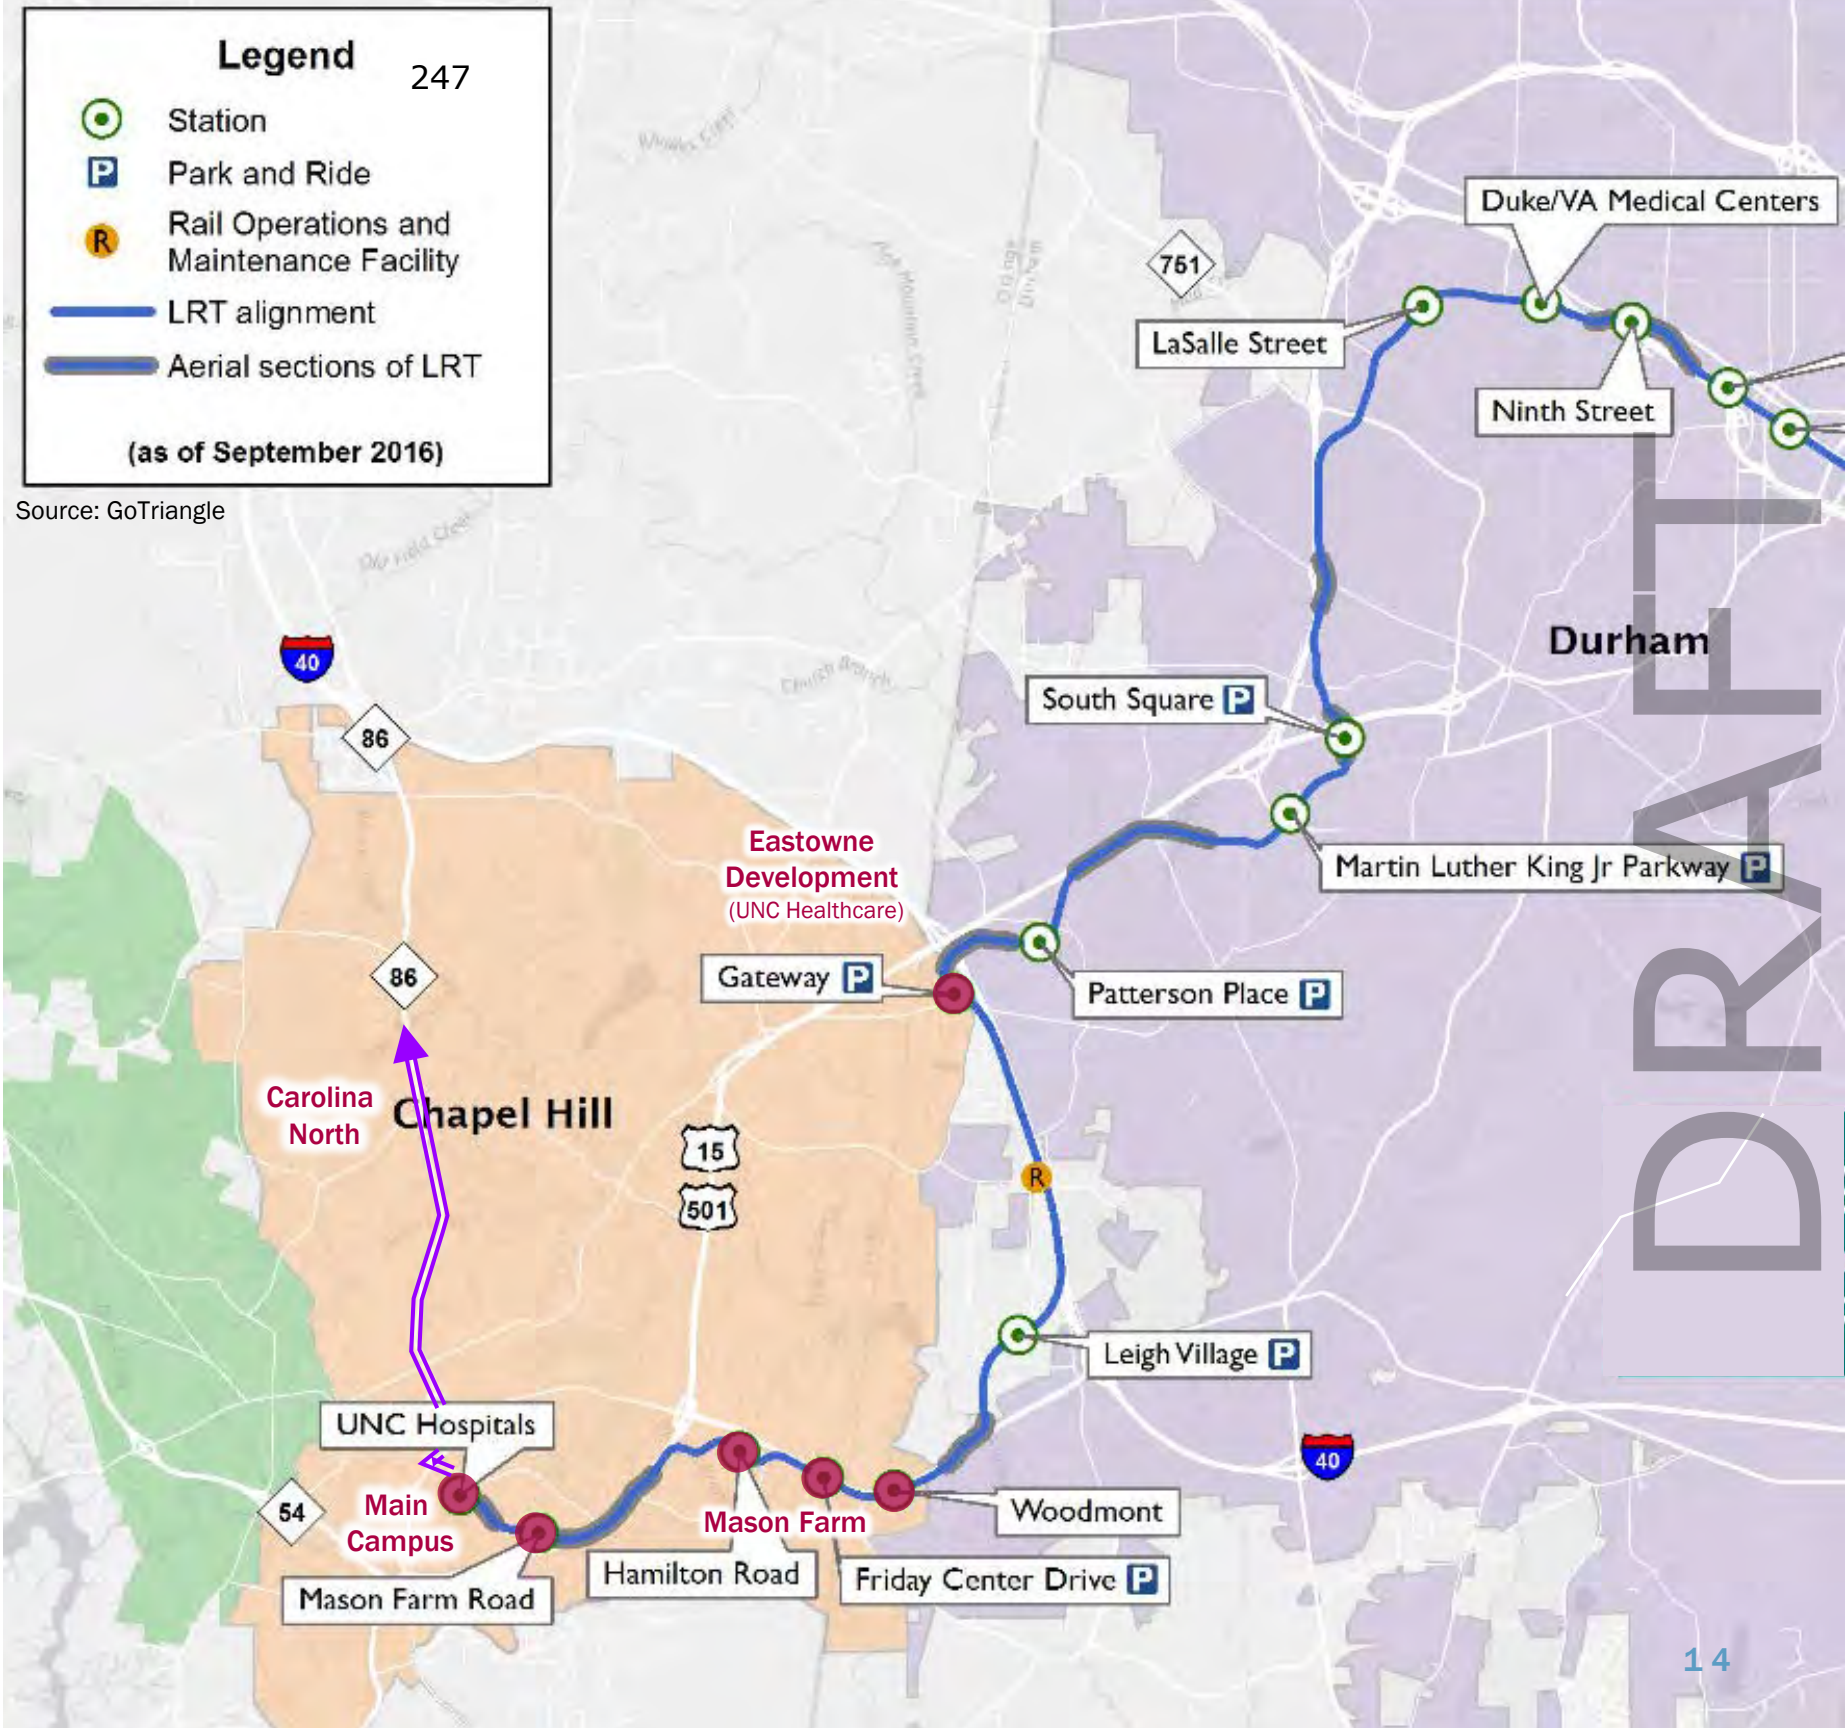 Legend
247
Station
P
Park and Ride
R
Rail Operations and
Maintenance Facility
LRT alignment
Aerial sections of LRT
(as of September 2016)
Source: GoTriangle
Duke/VA Medical Centers
751
LaSalle Street
Ninth Street
Orange
Durham
Durham
40
Church Branch
South Square P
86
Eastowne
Development
(UNC Healthcare)
Martin Luther King Jr Parkway P
86
Gateway P
Patterson Place P
Carolina
North
Chapel Hill
15
501
R
Leigh Village P
UNC Hospitals
40
54
Main
Campus
Mason Farm
Woodmont
Mason Farm Road
Hamilton Road
Friday Center Drive P
DRAFT
14